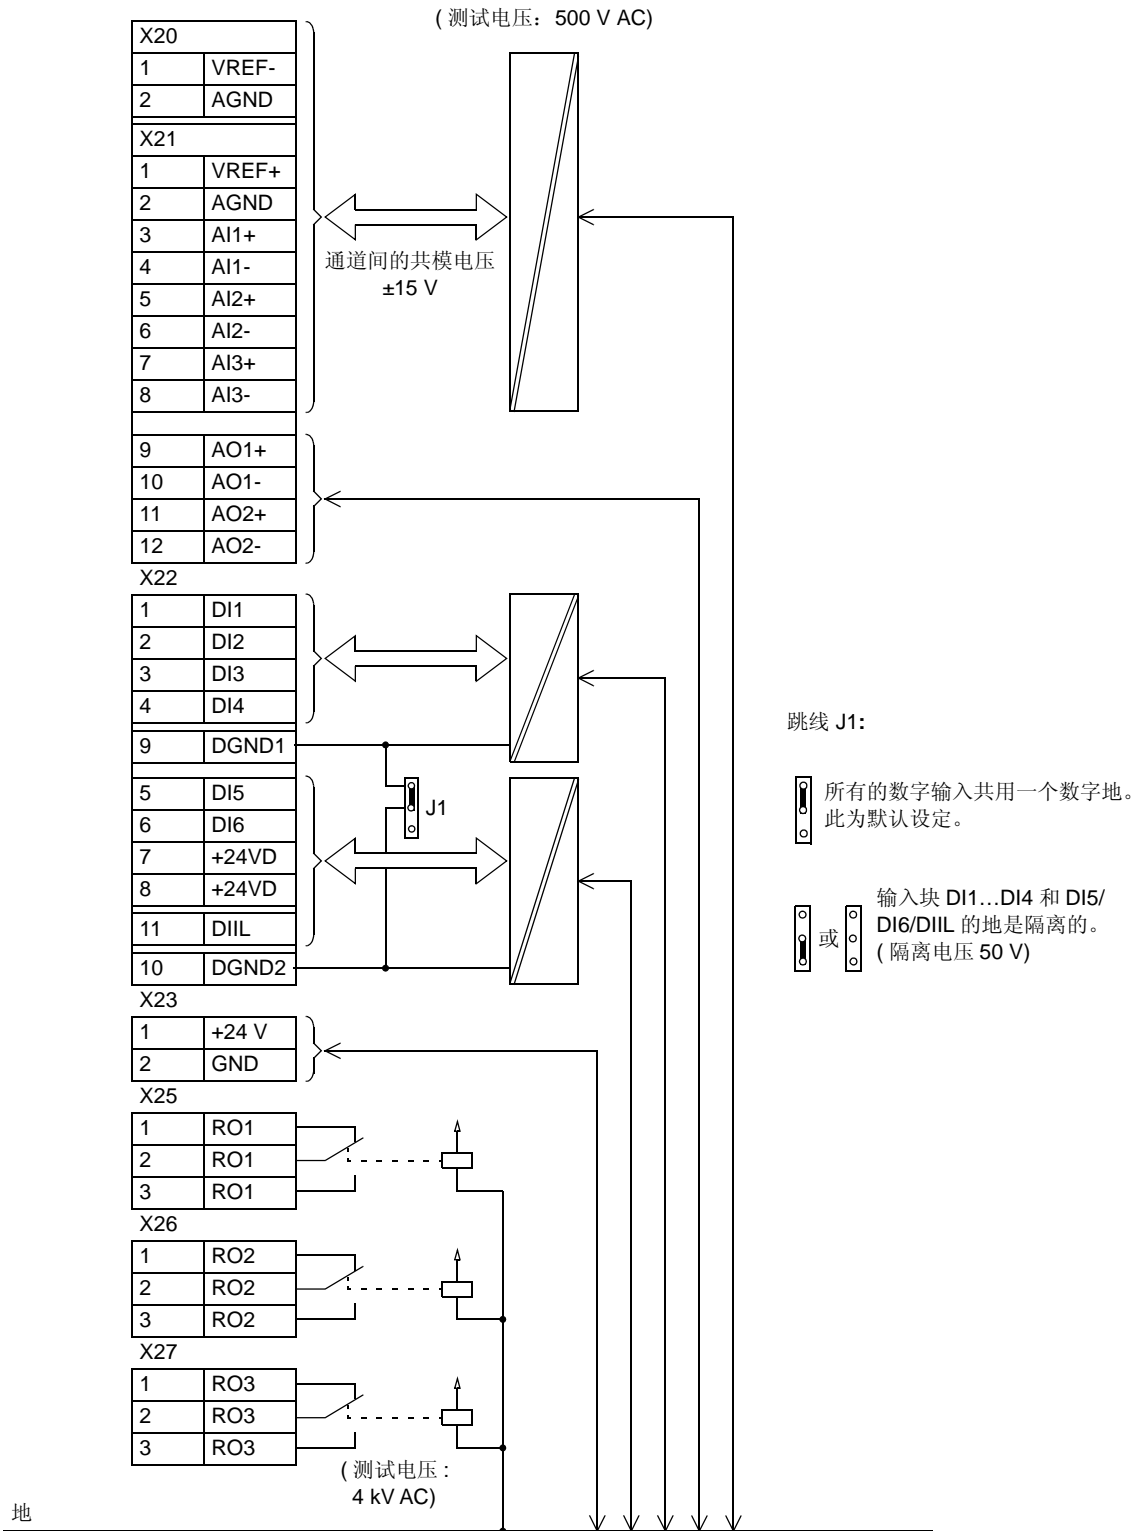 ( 测试电压：500 V AC)
X20
1 VREF-
2 AGND
X21
1 VREF+
2 AGND
3 AI1+
4 AI1-
5 AI2+
6 AI2-
7 AI3+
8 AI3-
通道间的共模电压
±15 V
9 AO1+
10 AO1-
11 AO2+
12 AO2-
X22
1 DI1
2 DI2
3 DI3
4 DI4
9 DGND1
5 DI5
6 DI6
7 +24VD
8 +24VD
11 DIIL
10 DGND2
J1
跳线 J1:
所有的数字输入共用一个数字地。
此为默认设定。
或
输入块 DI1…DI4 和 DI5/
DI6/DIIL 的地是隔离的。
( 隔离电压 50 V)
X23
1 +24 V
2 GND
X25
1 RO1
2 RO1
3 RO1
X26
1 RO2
2 RO2
3 RO2
X27
1 RO3
2 RO3
3 RO3
( 测试电压 :
4 kV AC)
地